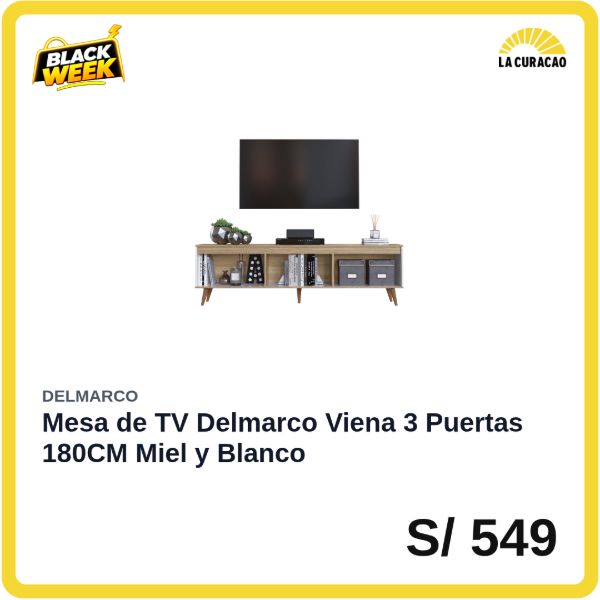 BLACK
WEEK
LA CURACAO
DELMARCO
Mesa de TV Delmarco Viena 3 Puertas
180CM Miel y Blanco
S/ 549